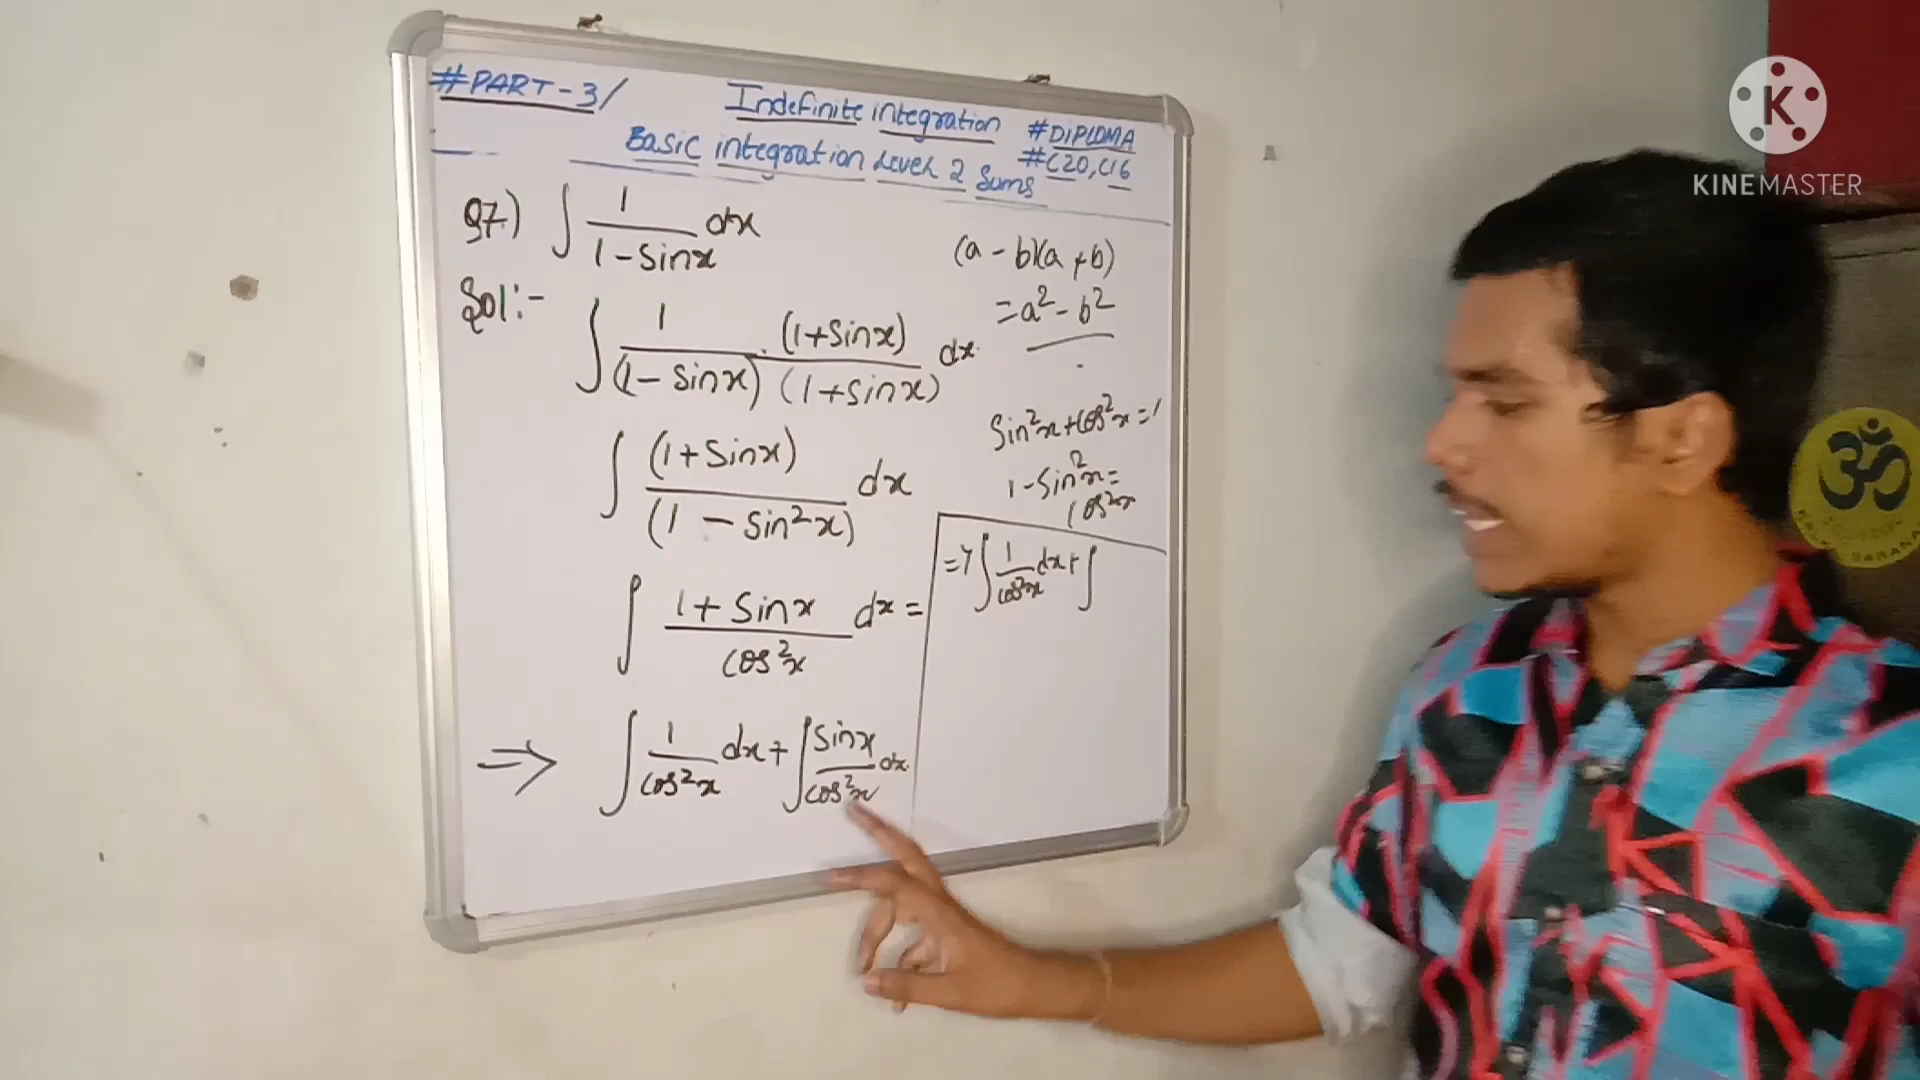 #PART-3/
Indefinite integration #DIPLOMA
Basic integration Level 2 Sums #C20,C16
Q7.) ∫ 1/(1-Sinx) dx
Sol:-
∫ 1/(1-Sinx) . (1+Sinx)/(1+Sinx) dx
∫ (1+Sinx)/(1-Sin²x) dx
∫ 1+Sinx/Cos²x dx =
⇒ ∫ 1/Cos²x dx + ∫ Sinx/Cos²x dx
(a-b)(a+b)
=a²-b²
Sin²x+Cos²x=1
1-Sin²x=
Cos²x
=> ∫ 1/Cos²x dx + ∫
K
KINEMASTER
ॐ